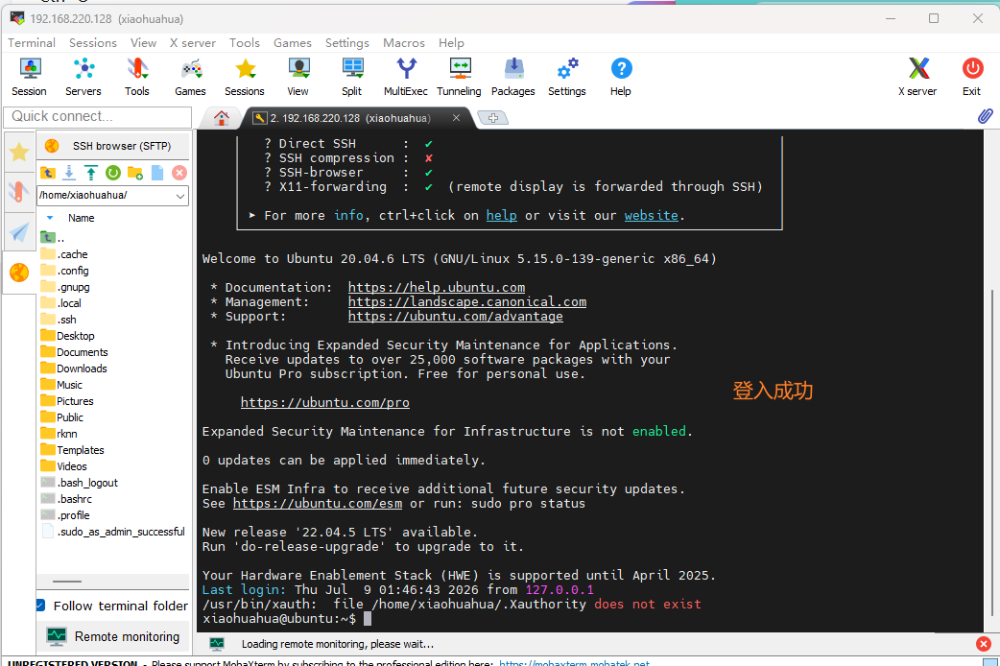 192.168.220.128 (xiaohuahua)
Terminal Sessions View X server Tools Games Settings Macros Help
Session Servers Tools Games Sessions View Split MultiExec Tunneling Packages Settings Help X server Exit
Quick connect...
2. 192.168.220.128 (xiaohuahua)
SSH browser (SFTP)
/home/xiaohuahua/
Name
..
.cache
.config
.gnupg
.local
.ssh
Desktop
Documents
Downloads
Music
Pictures
Public
rknn
Templates
Videos
.bash_logout
.bashrc
.profile
.sudo_as_admin_successful
Follow terminal folder
Remote monitoring
? Direct SSH : ✔
? SSH compression : ✘
? SSH-browser : ✔
? X11-forwarding : ✔ (remote display is forwarded through SSH)
➤ For more info, ctrl+click on help or visit our website.
Welcome to Ubuntu 20.04.6 LTS (GNU/Linux 5.15.0-139-generic x86_64)
* Documentation: https://help.ubuntu.com
* Management: https://landscape.canonical.com
* Support: https://ubuntu.com/advantage
* Introducing Expanded Security Maintenance for Applications.
Receive updates to over 25,000 software packages with your
Ubuntu Pro subscription. Free for personal use.
登入成功
https://ubuntu.com/pro
Expanded Security Maintenance for Infrastructure is not enabled.
0 updates can be applied immediately.
Enable ESM Infra to receive additional future security updates.
See https://ubuntu.com/esm or run: sudo pro status
New release '22.04.5 LTS' available.
Run 'do-release-upgrade' to upgrade to it.
Your Hardware Enablement Stack (HWE) is supported until April 2025.
Last login: Thu Jul  9 01:46:43 2026 from 127.0.0.1
/usr/bin/xauth:  file /home/xiaohuahua/.Xauthority does not exist
xiaohuahua@ubuntu:~$
Loading remote monitoring, please wait...
UNREGISTERED VERSION - Please support MobaXterm by subscribing to the professional edition here: https://mobaxterm.mobatek.net